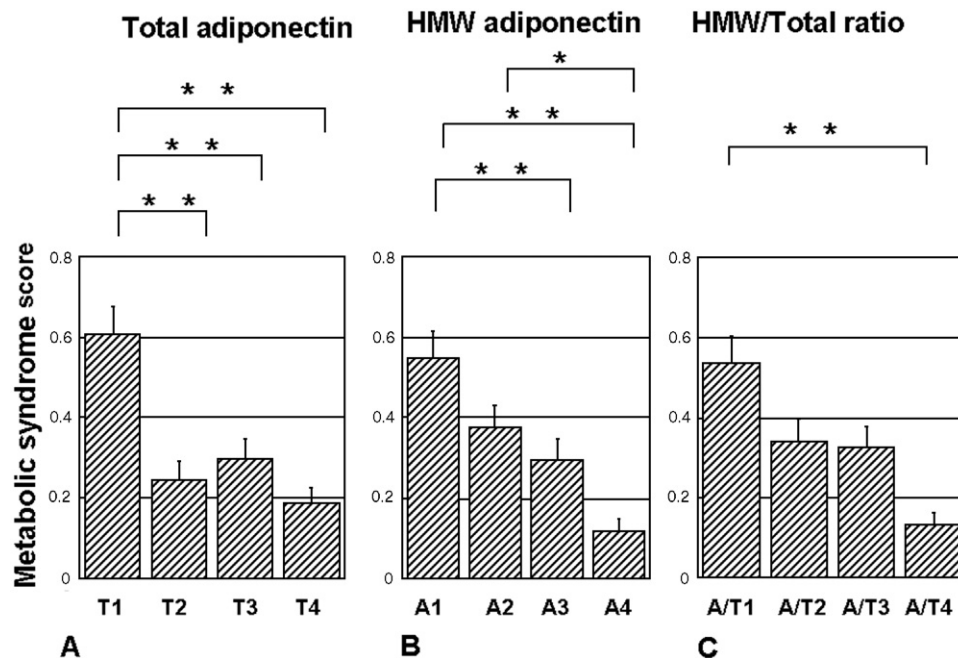 Total adiponectin
HMW adiponectin
HMW/Total ratio
* *
* *
* *
*
* *
* *
* *
Metabolic syndrome score
0.8
0.6
0.4
0.2
0
T1 T2 T3 T4
A
0.8
0.6
0.4
0.2
0
A1 A2 A3 A4
B
0.8
0.6
0.4
0.2
0
A/T1 A/T2 A/T3 A/T4
C